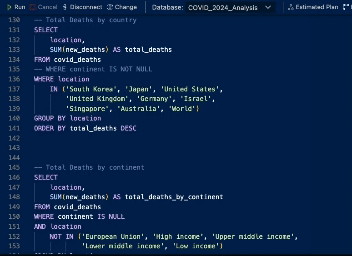 Run Cancel Disconnect Change Database: COVID_2024_Analysis Estimated Plan
130 -- Total Deaths by country
131 SELECT
132 location,
133 SUM(new_deaths) AS total_deaths
134 FROM covid_deaths
135 -- WHERE continent IS NOT NULL
136 WHERE location
137 IN ('South Korea', 'Japan', 'United States',
138 'United Kingdom', 'Germany', 'Israel',
139 'Singapore', 'Australia', 'World')
140 GROUP BY location
141 ORDER BY total_deaths DESC
142
143
144
145 -- Total Deaths by continent
146 SELECT
147 location,
148 SUM(new_deaths) AS total_deaths_by_continent
149 FROM covid_deaths
150 WHERE continent IS NULL
151 AND location
152 NOT IN ('European Union', 'High income', 'Upper middle income',
153 'Lower middle income', 'Low income')